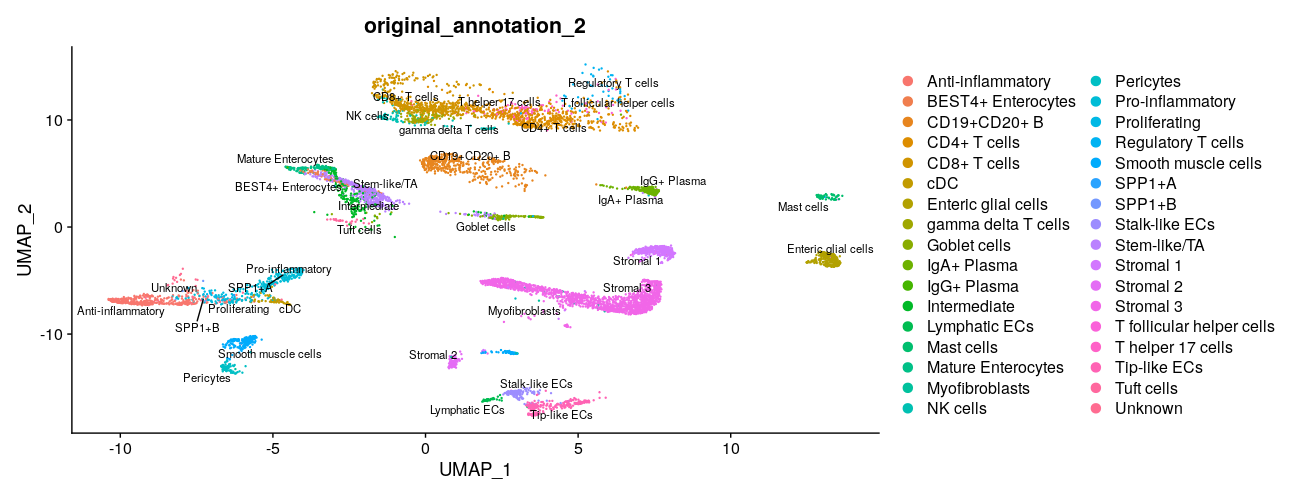 original_annotation_2
Regulatory T cells
CD8+ T cells
T helper 17 cells
T follicular helper cells
NK cells
gamma delta T cells
CD4+ T cells
Mature Enterocytes
CD19+CD20+ B
BEST4+ Enterocytes
Stem-like/TA
IgG+ Plasma
IgA+ Plasma
Intermediate
Mast cells
Tuft cells
Goblet cells
Enteric glial cells
Stromal 1
Pro-inflammatory
Unknown
SPP1+A
Stromal 3
Anti-inflammatory
Proliferating
cDC
Myofibroblasts
SPP1+B
Smooth muscle cells
Stromal 2
Pericytes
Stalk-like ECs
Lymphatic ECs
Tip-like ECs
10
0
-10
UMAP_2
-10
-5
0
5
10
UMAP_1
Anti-inflammatory
BEST4+ Enterocytes
CD19+CD20+ B
CD4+ T cells
CD8+ T cells
cDC
Enteric glial cells
gamma delta T cells
Goblet cells
IgA+ Plasma
IgG+ Plasma
Intermediate
Lymphatic ECs
Mast cells
Mature Enterocytes
Myofibroblasts
NK cells
Pericytes
Pro-inflammatory
Proliferating
Regulatory T cells
Smooth muscle cells
SPP1+A
SPP1+B
Stalk-like ECs
Stem-like/TA
Stromal 1
Stromal 2
Stromal 3
T follicular helper cells
T helper 17 cells
Tip-like ECs
Tuft cells
Unknown